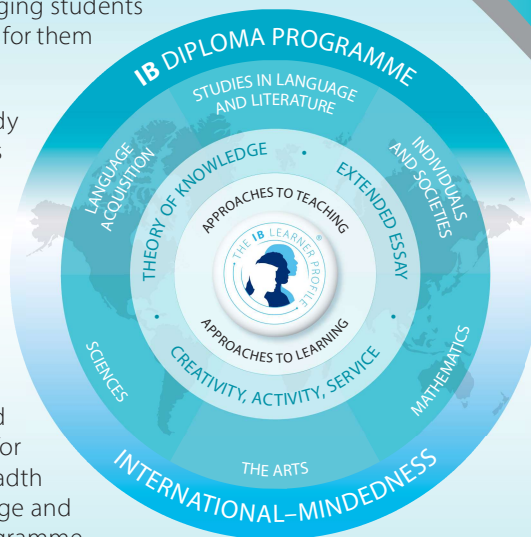 ging students
for them
dy
s
d
or
adth
ge and
ogramme
IB DIPLOMA PROGRAMME
STUDIES IN LANGUAGE
AND LITERATURE
LANGUAGE
ACQUISITION
INDIVIDUALS
AND SOCIETIES
THEORY OF KNOWLEDGE • EXTENDED ESSAY •
APPROACHES TO TEACHING
THE IB LEARNER PROFILE ®
APPROACHES TO LEARNING
CREATIVITY, ACTIVITY, SERVICE •
SCIENCES
MATHEMATICS
THE ARTS
INTERNATIONAL–MINDEDNESS